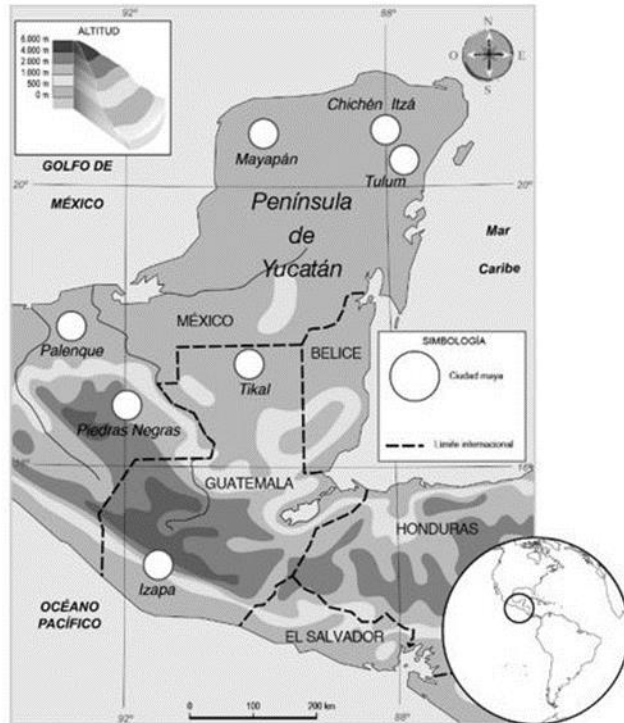 92°
88°
ALTITUD
6.000 m
4.000 m
2.000 m
1.000 m
500 m
0 m
N
O
E
S
Chichén Itzá
Mayapán
Tulum
GOLFO DE
MÉXICO
20°
20°
Península
de
Yucatán
Mar
Caribe
MÉXICO
Palenque
BELICE
Tikal
SIMBOLOGÍA
Ciudad maya
Límite internacional
Piedras Negras
GUATEMALA
16°
HONDURAS
Izapa
OCÉANO
PACÍFICO
EL SALVADOR
0
100
200 km
92°
88°